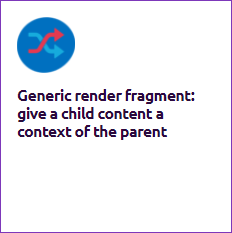 Generic render fragment:
give a child content a
context of the parent